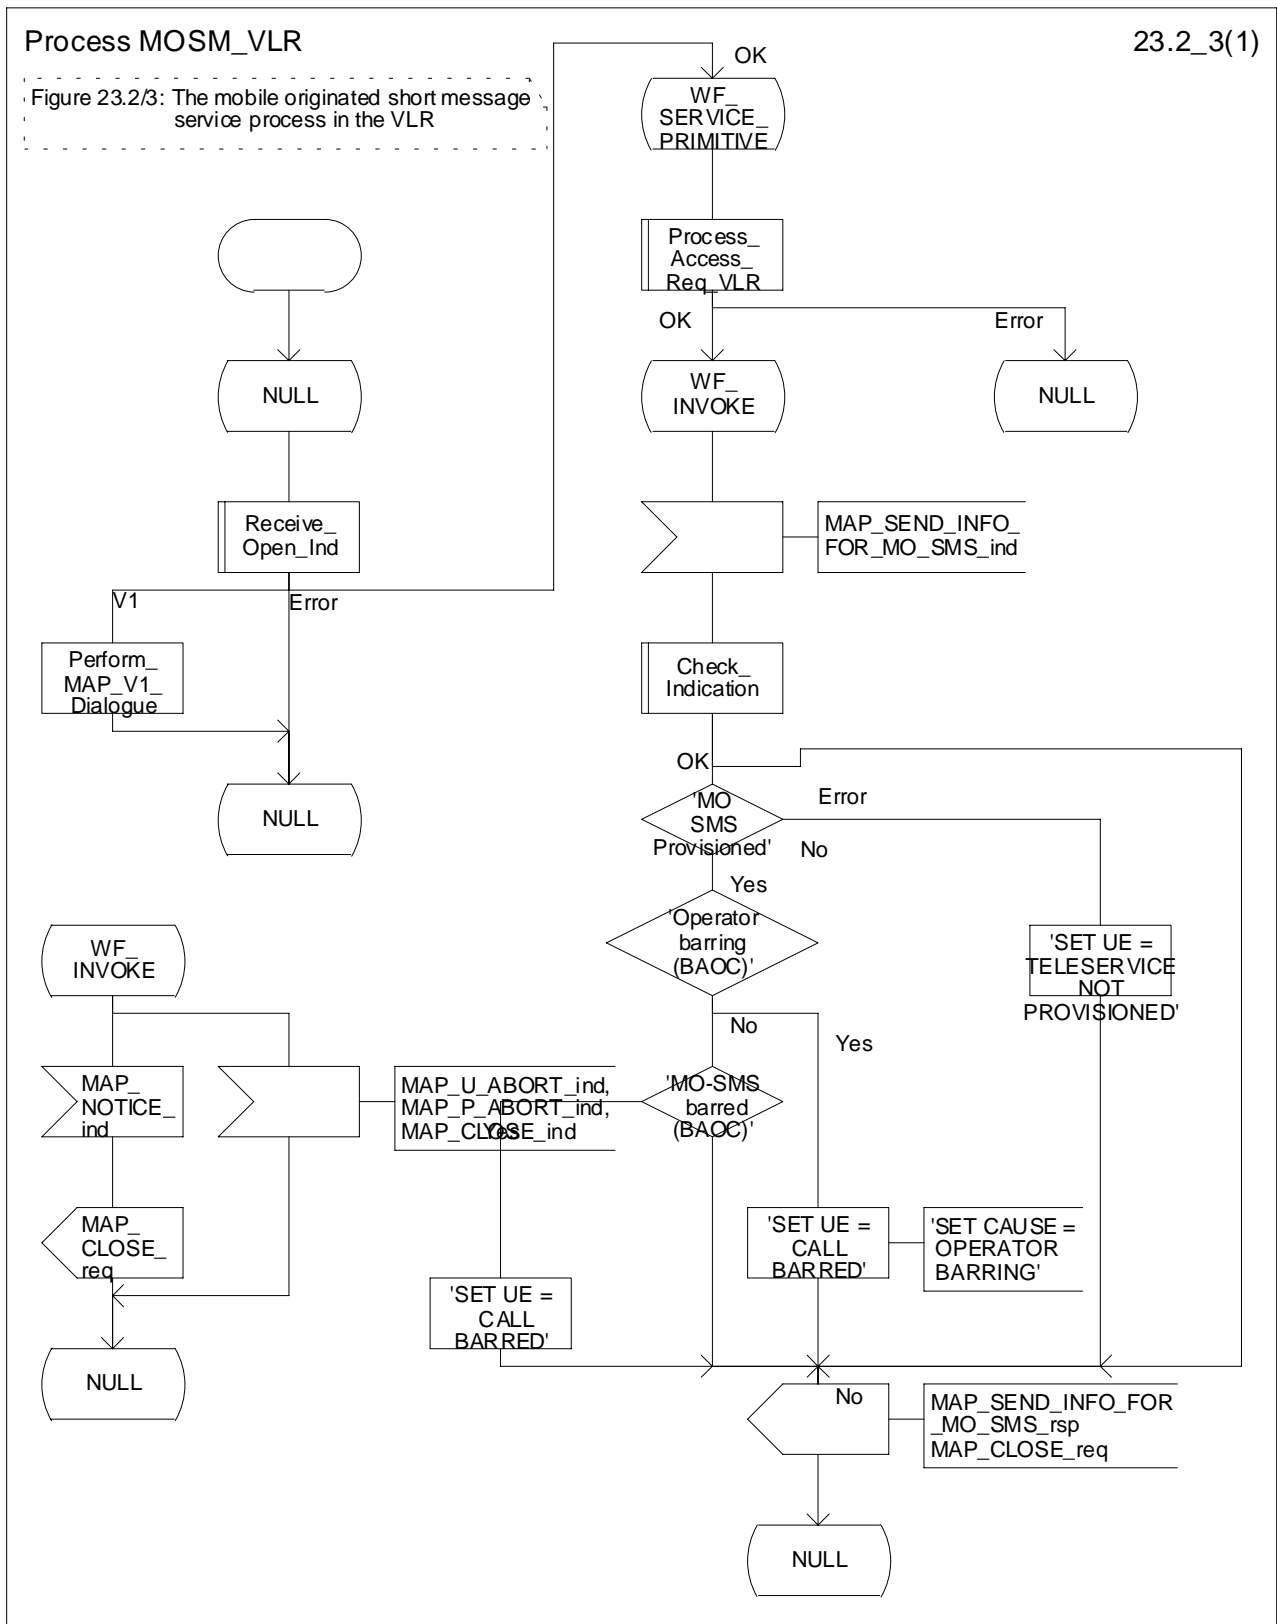 Process MOSM_VLR
23.2_3(1)
Figure 23.2/3: The mobile originated short message
service process in the VLR
OK
WF_
SERVICE_
PRIMITIVE
Process_
Access_
Req_VLR
OK
Error
NULL
WF_
INVOKE
NULL
Receive_
Open_Ind
MAP_SEND_INFO_
FOR_MO_SMS_ind
V1
Error
Perform_
MAP_V1_
Dialogue
Check_
Indication
OK
NULL
'MO
SMS
Provisioned'
Error
No
Yes
WF_
INVOKE
'Operator
barring
(BAOC)'
'SET UE =
TELESERVICE
NOT
PROVISIONED'
No
Yes
MAP_
NOTICE_
ind
MAP_U_ABORT_ind,
MAP_P_ABORT_ind,
MAP_CLOSE_ind
Yes
'MO-SMS
barred
(BAOC)'
MAP_
CLOSE_
req
'SET UE =
CALL
BARRED'
'SET CAUSE =
OPERATOR
BARRING'
'SET UE =
CALL
BARRED'
NULL
No
MAP_SEND_INFO_FOR
_MO_SMS_rsp
MAP_CLOSE_req
NULL